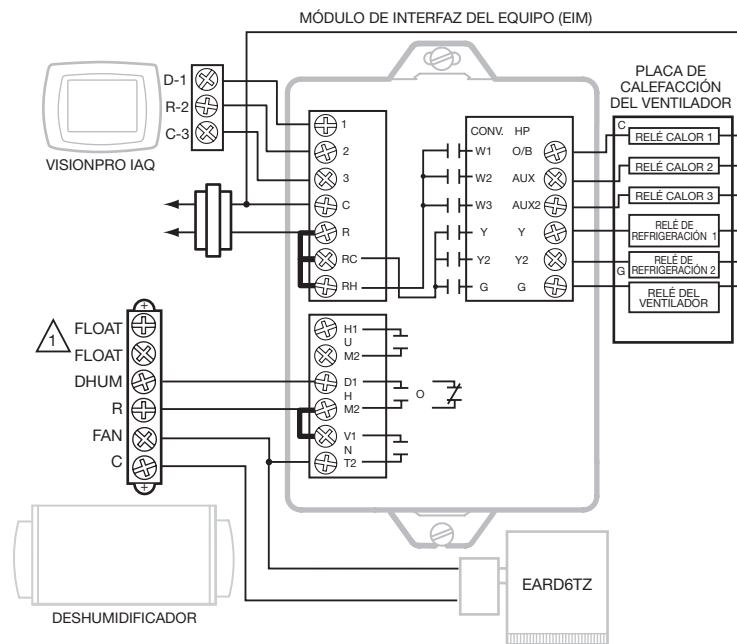 MÓDULO DE INTERFAZ DEL EQUIPO (EIM)
D-1
R-2
C-3
VISIONPRO IAQ
1
2
3
C
R
RC
RH
CONV. HP
W1 O/B
W2 AUX
W3 AUX2
Y Y
Y2 Y2
G G
PLACA DE
CALEFACCIÓN
DEL VENTILADOR
C
RELÉ CALOR 1
RELÉ CALOR 2
RELÉ CALOR 3
RELÉ DE
REFRIGERACIÓN 1
RELÉ DE
REFRIGERACIÓN 2
G
RELÉ DEL
VENTILADOR
1
FLOAT
FLOAT
DHUM
R
FAN
C
H1
U
M2
D1
H
M2
V1
N
T2
O
DESHUMIDIFICADOR
EARD6TZ